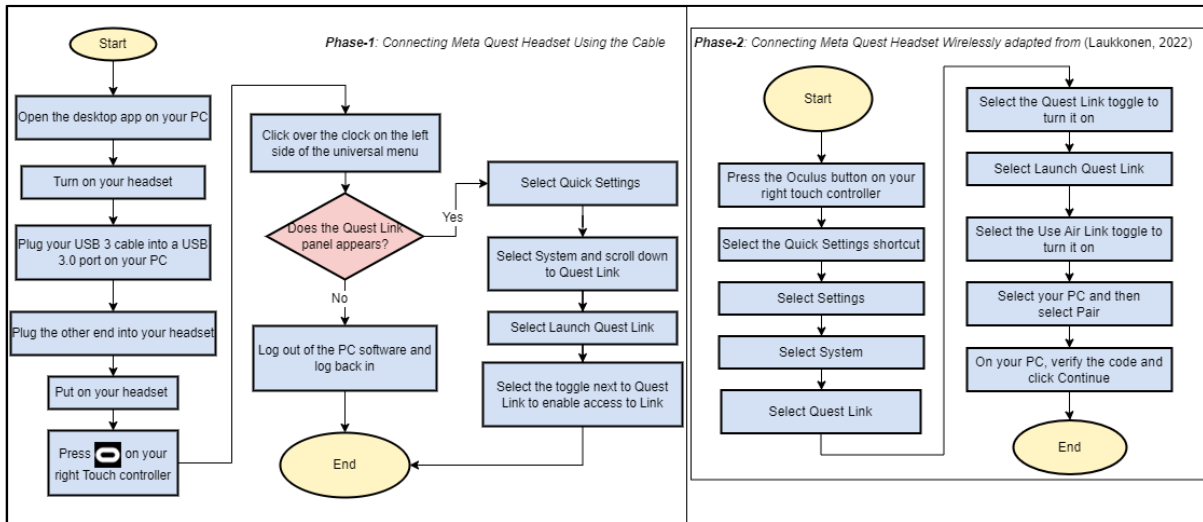 Phase-1: Connecting Meta Quest Headset Using the Cable
Start
Open the desktop app on your PC
Turn on your headset
Plug your USB 3 cable into a USB
3.0 port on your PC
Plug the other end into your headset
Put on your headset
Press on your
right Touch controller
Click over the clock on the left
side of the universal menu
Does the Quest Link
panel appears?
Yes
No
Select Quick Settings
Select System and scroll down
to Quest Link
Select Launch Quest Link
Select the toggle next to Quest
Link to enable access to Link
Log out of the PC software and
log back in
End
Phase-2: Connecting Meta Quest Headset Wirelessly adapted from (Laukkonen, 2022)
Start
Press the Oculus button on your
right touch controller
Select the Quick Settings shortcut
Select Settings
Select System
Select Quest Link
Select the Quest Link toggle to
turn it on
Select Launch Quest Link
Select the Use Air Link toggle to
turn it on
Select your PC and then
select Pair
On your PC, verify the code and
click Continue
End